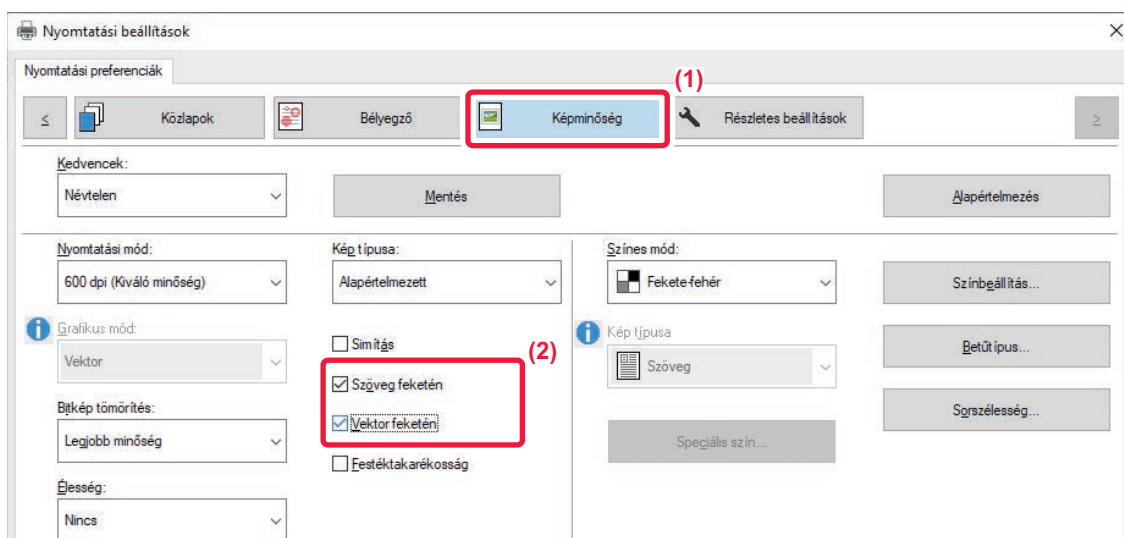 Nyomtatási beállítások
Nyomtatási preferenciák
(1)
≤ Közlapok Bélyegző Képminőség Részletes beállítások ≥
Kedvencek:
Névtelen Mentés Alapértelmezés
Nyomtatási mód: Kép típusa: Színes mód:
600 dpi (Kiváló minőség) Alapértelmezett Fekete-fehér Színbeállítás...
Grafikus mód: Kép típusa
Simítás (2)
Vektor Szöveg Betűtípus...
Szöveg feketén
Bitkép tömörítés: Sorszélesség...
Vektor feketén
Legjobb minőség Speciális szín...
Festéktakarékosság
Élesség:
Nincs